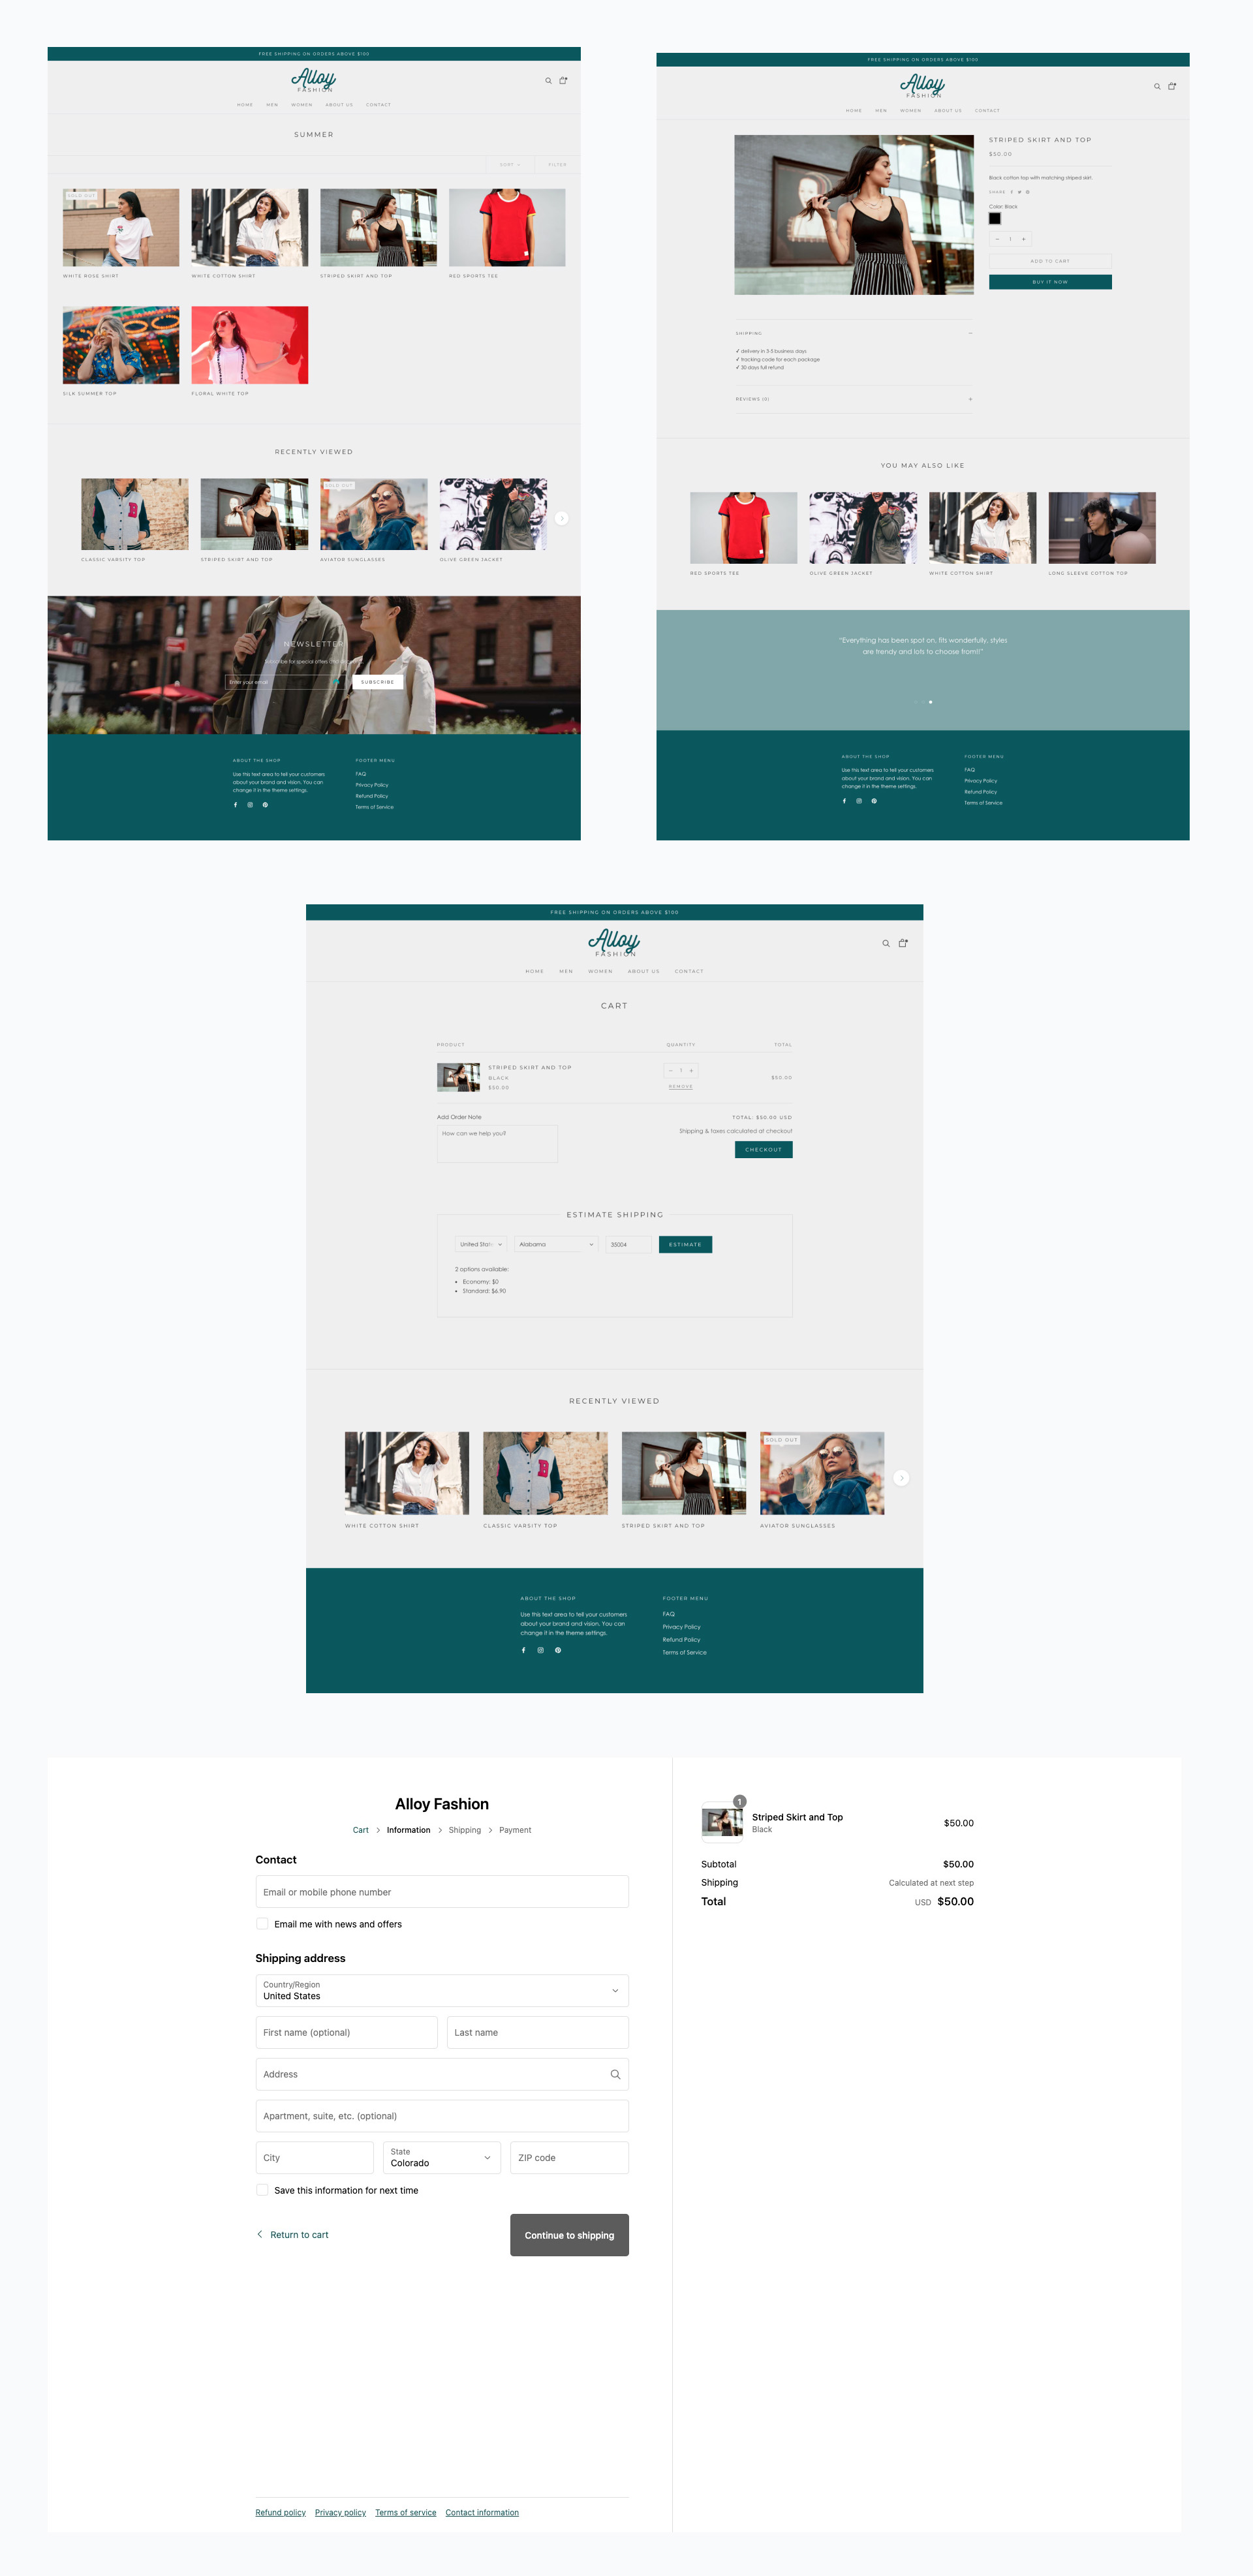 FREE SHIPPING ON ORDERS ABOVE $100
Alloy
FASHION
HOME MEN WOMEN ABOUT US CONTACT
SUMMER
SORT FILTER
SOLD OUT
WHITE ROSE SHIRT WHITE COTTON SHIRT STRIPED SKIRT AND TOP RED SPORTS TEE
SILK SUMMER TOP FLORAL WHITE TOP
RECENTLY VIEWED
SOLD OUT
CLASSIC VARSITY TOP STRIPED SKIRT AND TOP AVIATOR SUNGLASSES OLIVE GREEN JACKET
NEWSLETTER
Subscribe for special offers
Enter your email SUBSCRIBE
ABOUT THE SHOP FOOTER MENU
Use this text area to tell your customers
about your brand and vision. You can
change it in the theme settings.
FAQ
Privacy Policy
Refund Policy
Terms of Service
FREE SHIPPING ON ORDERS ABOVE $100
Alloy
FASHION
HOME MEN WOMEN ABOUT US CONTACT
STRIPED SKIRT AND TOP
$50.00
Black cotton top with matching striped skirt.
SHARE
Color: Black
− 1 +
ADD TO CART
BUY IT NOW
SHIPPING −
✓ delivery in 3-5 business days
✓ tracking code for each package
✓ 30 days full refund
REVIEWS (0) +
YOU MAY ALSO LIKE
RED SPORTS TEE OLIVE GREEN JACKET WHITE COTTON SHIRT LONG SLEEVE COTTON TOP
"Everything has been spot on, fits wonderfully, styles
are trendy and lots to choose from!!"
ABOUT THE SHOP FOOTER MENU
Use this text area to tell your customers
about your brand and vision. You can
change it in the theme settings.
FAQ
Privacy Policy
Refund Policy
Terms of Service
FREE SHIPPING ON ORDERS ABOVE $100
Alloy
FASHION
HOME MEN WOMEN ABOUT US CONTACT
CART
PRODUCT QUANTITY TOTAL
STRIPED SKIRT AND TOP
BLACK
$50.00
− 1 +
REMOVE
$50.00
Add Order Note
How can we help you?
TOTAL: $50.00 USD
Shipping & taxes calculated at checkout
CHECKOUT
ESTIMATE SHIPPING
United State Alabama 35004 ESTIMATE
2 options available:
• Economy: $0
• Standard: $6.90
RECENTLY VIEWED
SOLD OUT
WHITE COTTON SHIRT CLASSIC VARSITY TOP STRIPED SKIRT AND TOP AVIATOR SUNGLASSES
ABOUT THE SHOP FOOTER MENU
Use this text area to tell your customers
about your brand and vision. You can
change it in the theme settings.
FAQ
Privacy Policy
Refund Policy
Terms of Service
Alloy Fashion
Cart > Information > Shipping > Payment
Contact
Email or mobile phone number
Email me with news and offers
Shipping address
Country/Region
United States
First name (optional) Last name
Address
Apartment, suite, etc. (optional)
City State Colorado ZIP code
Save this information for next time
Return to cart Continue to shipping
Refund policy Privacy policy Terms of service Contact information
1
Striped Skirt and Top
Black
$50.00
Subtotal $50.00
Shipping Calculated at next step
Total USD $50.00